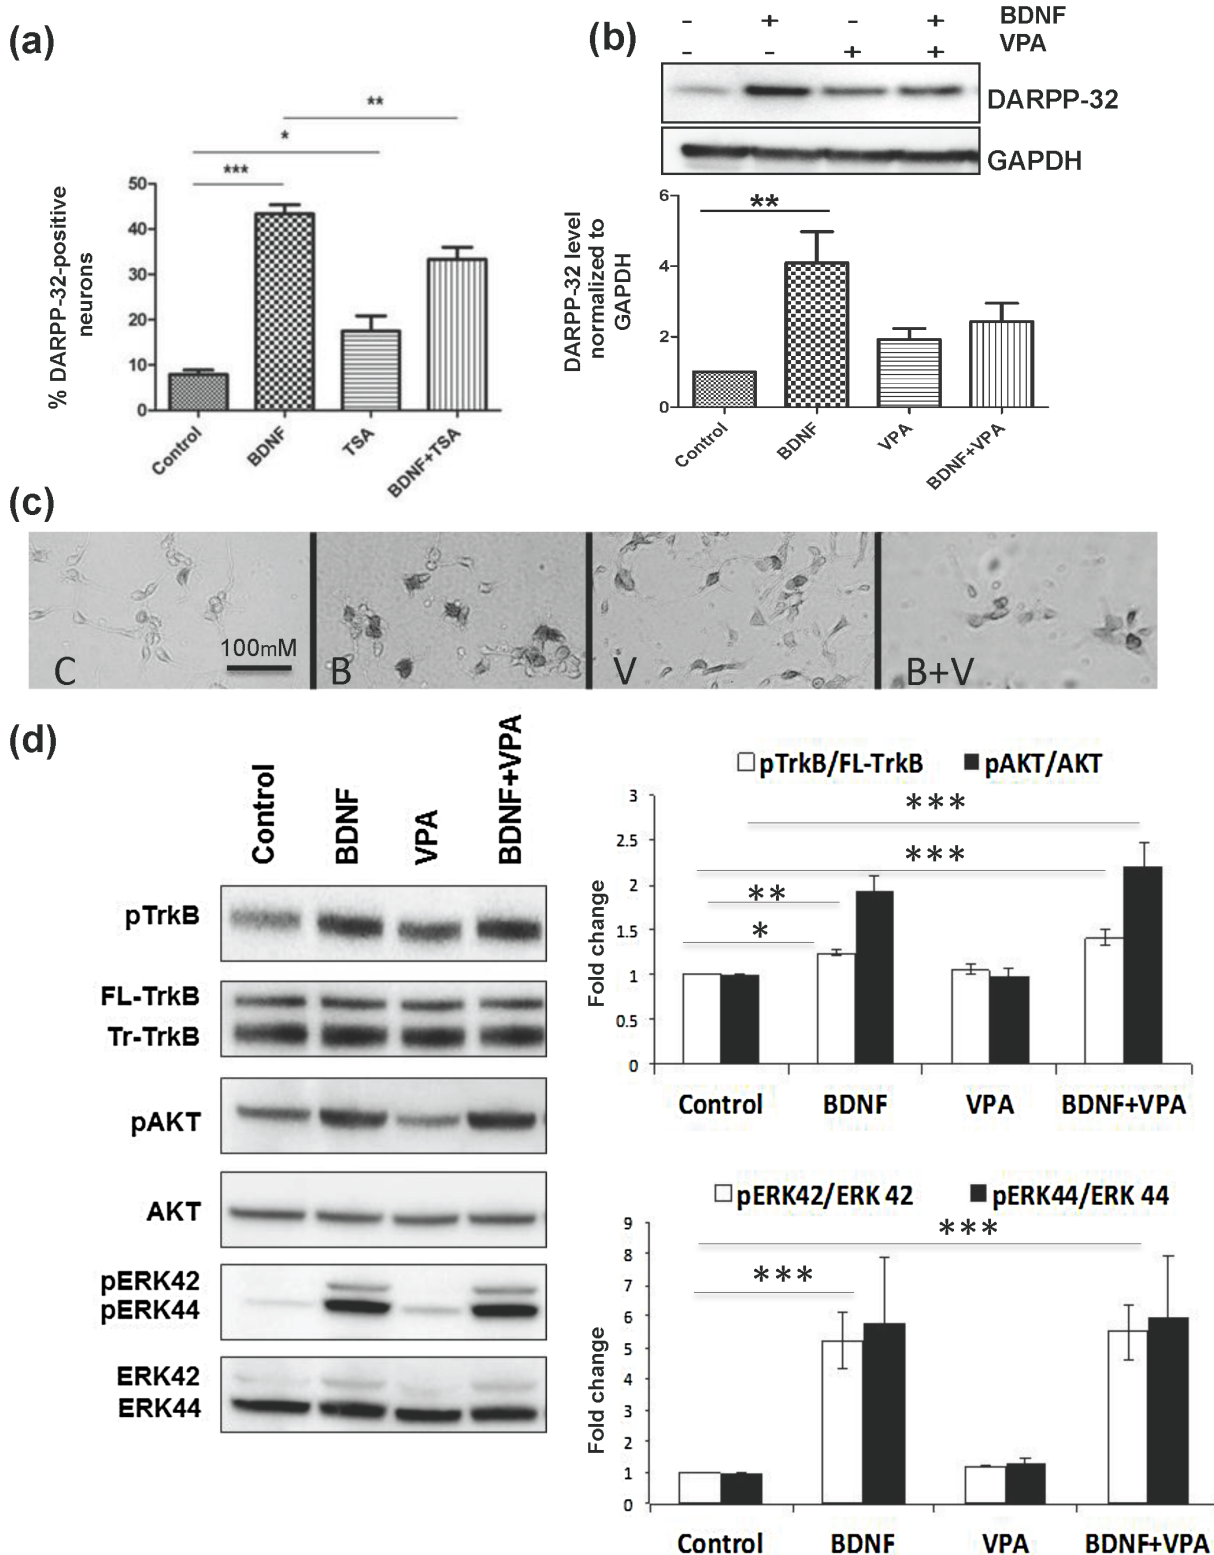 (a)
**
*
***
% DARPP-32-positive
neurons
50
40
30
20
10
0
Control
BDNF
TSA
BDNF+TSA
(b)
- + - + BDNF
- - + + VPA
DARPP-32
GAPDH
DARPP-32 level
normalized to
GAPDH
6
4
2
0
**
Control
BDNF
VPA
BDNF+VPA
(c)
100mM
C
B
V
B+V
(d)
Control
BDNF
VPA
BDNF+VPA
pTrkB
FL-TrkB
Tr-TrkB
pAKT
AKT
pERK42
pERK44
ERK42
ERK44
pTrkB/FL-TrkB pAKT/AKT
***
***
**
*
Fold change
3
2.5
2
1.5
1
0.5
0
Control BDNF VPA BDNF+VPA
pERK42/ERK 42 pERK44/ERK 44
***
***
Fold change
9
8
7
6
5
4
3
2
1
0
Control BDNF VPA BDNF+VPA